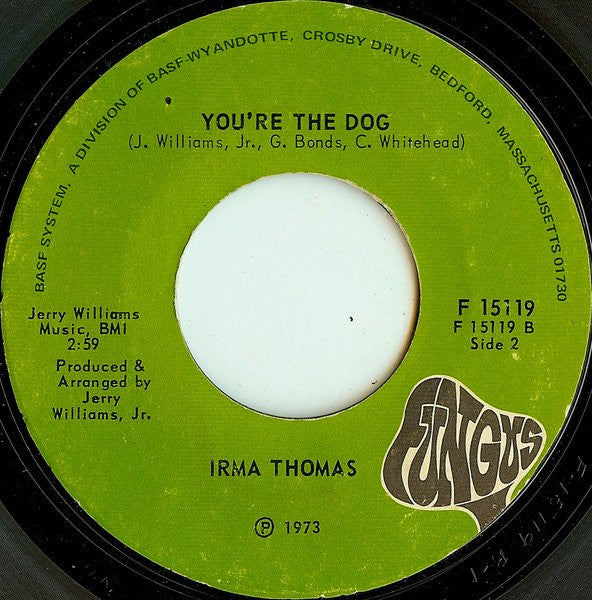 BASF SYSTEM, A DIVISION OF BASF-WYANDOTTE, CROSBY DRIVE, BEDFORD, MASSACHUSETTS 01730
YOU'RE THE DOG
(J. Williams, Jr., G. Bonds, C. Whitehead)
Jerry Williams
Music, BMI
2:59
Produced &
Arranged by
Jerry
Williams, Jr.
F 15119
F 15119 B
Side 2
FUNGUS
IRMA THOMAS
Ⓟ 1973
F-15119 B-1